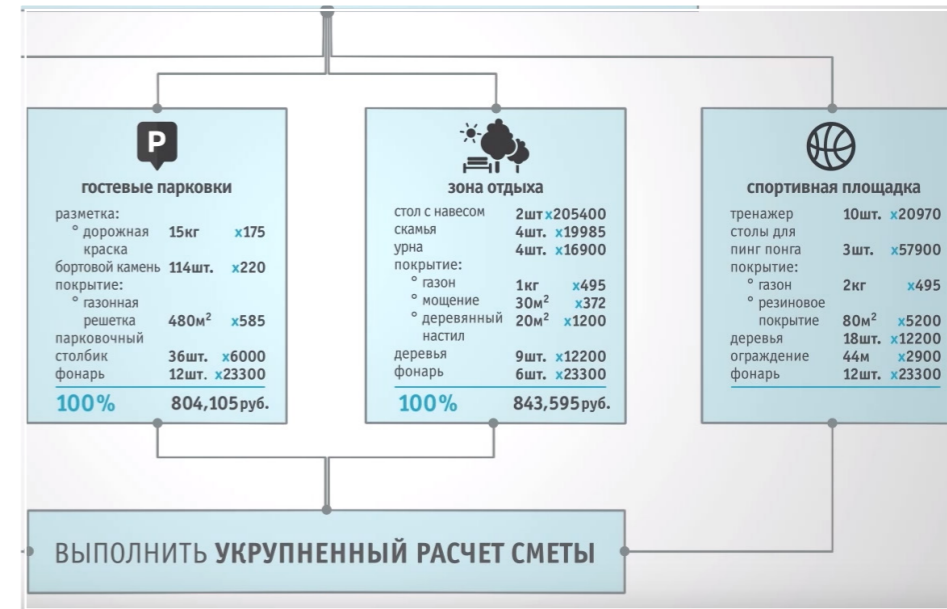 P
гостевые парковки
разметка:
° дорожная 15кг x175
краска
бортовой камень 114шт. x220
покрытие:
° газонная
решетка 480м² x585
парковочный
столбик 36шт. x6000
фонарь 12шт. x23300
100% 804,105руб.
зона отдыха
стол с навесом 2шт x205400
скамья 4шт. x19985
урна 4шт. x16900
покрытие:
° газон 1кг x495
° мощение 30м² x372
° деревянный 20м² x1200
настил
деревья 9шт. x12200
фонарь 6шт. x23300
100% 843,595руб.
спортивная площадка
тренажер 10шт. x20970
столы для
пинг понга 3шт. x57900
покрытие:
° газон 2кг x495
° резиновое
покрытие 80м² x5200
деревья 18шт. x12200
ограждение 44м x2900
фонарь 12шт. x23300
ВЫПОЛНИТЬ УКРУПНЕННЫЙ РАСЧЕТ СМЕТЫ